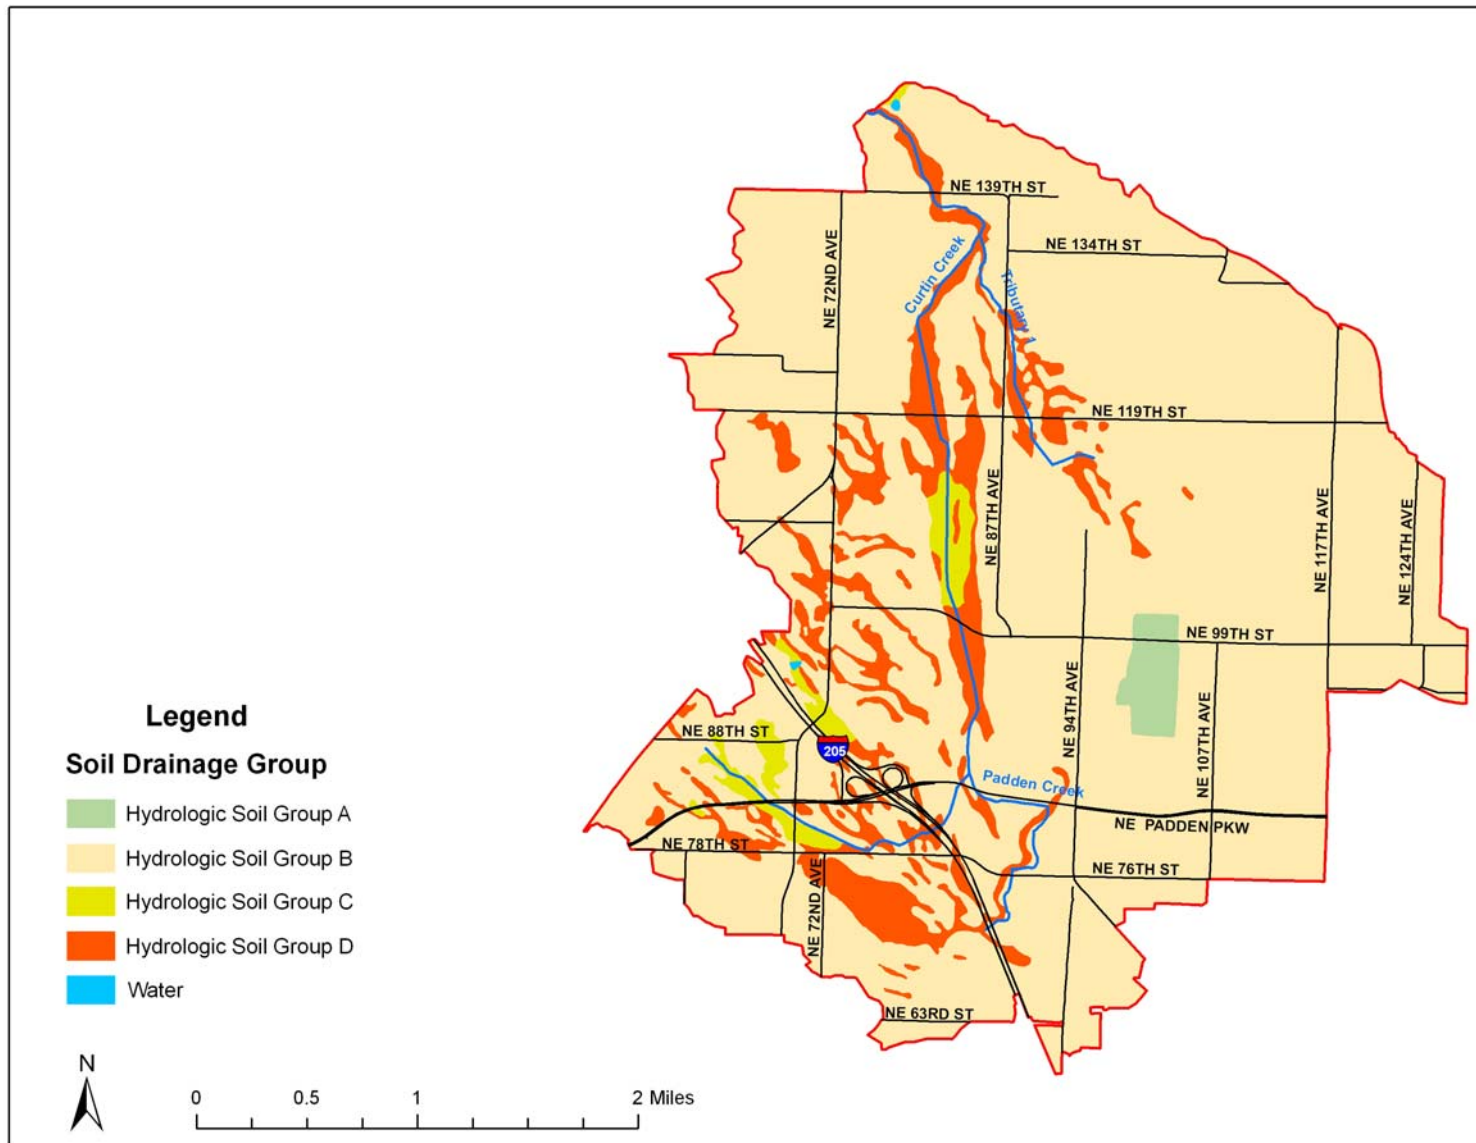 NE 139TH ST
NE 134TH ST
NE 72ND AVE
Curtin Creek
Tributary 1
NE 119TH ST
NE 87TH AVE
NE 117TH AVE
NE 124TH AVE
NE 99TH ST
NE 94TH AVE
NE 107TH AVE
NE 88TH ST
205
Padden Creek
NE PADDEN PKW
NE 78TH ST
NE 76TH ST
NE 72ND AVE
NE 63RD ST
Legend
Soil Drainage Group
Hydrologic Soil Group A
Hydrologic Soil Group B
Hydrologic Soil Group C
Hydrologic Soil Group D
Water
N
0 0.5 1 2 Miles